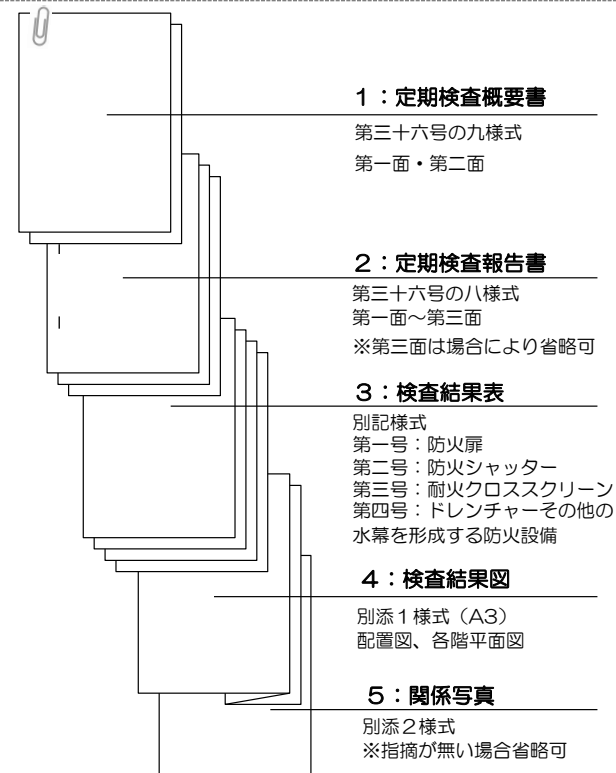 1：定期検査概要書
第三十六号の九様式
第一面・第二面
2：定期検査報告書
第三十六号の八様式
第一面～第三面
※第三面は場合により省略可
3：検査結果表
別記様式
第一号：防火扉
第二号：防火シャッター
第三号：耐火クロススクリーン
第四号：ドレンチャーその他の
水幕を形成する防火設備
4：検査結果図
別添1様式（A3）
配置図、各階平面図
5：関係写真
別添2様式
※指摘が無い場合省略可